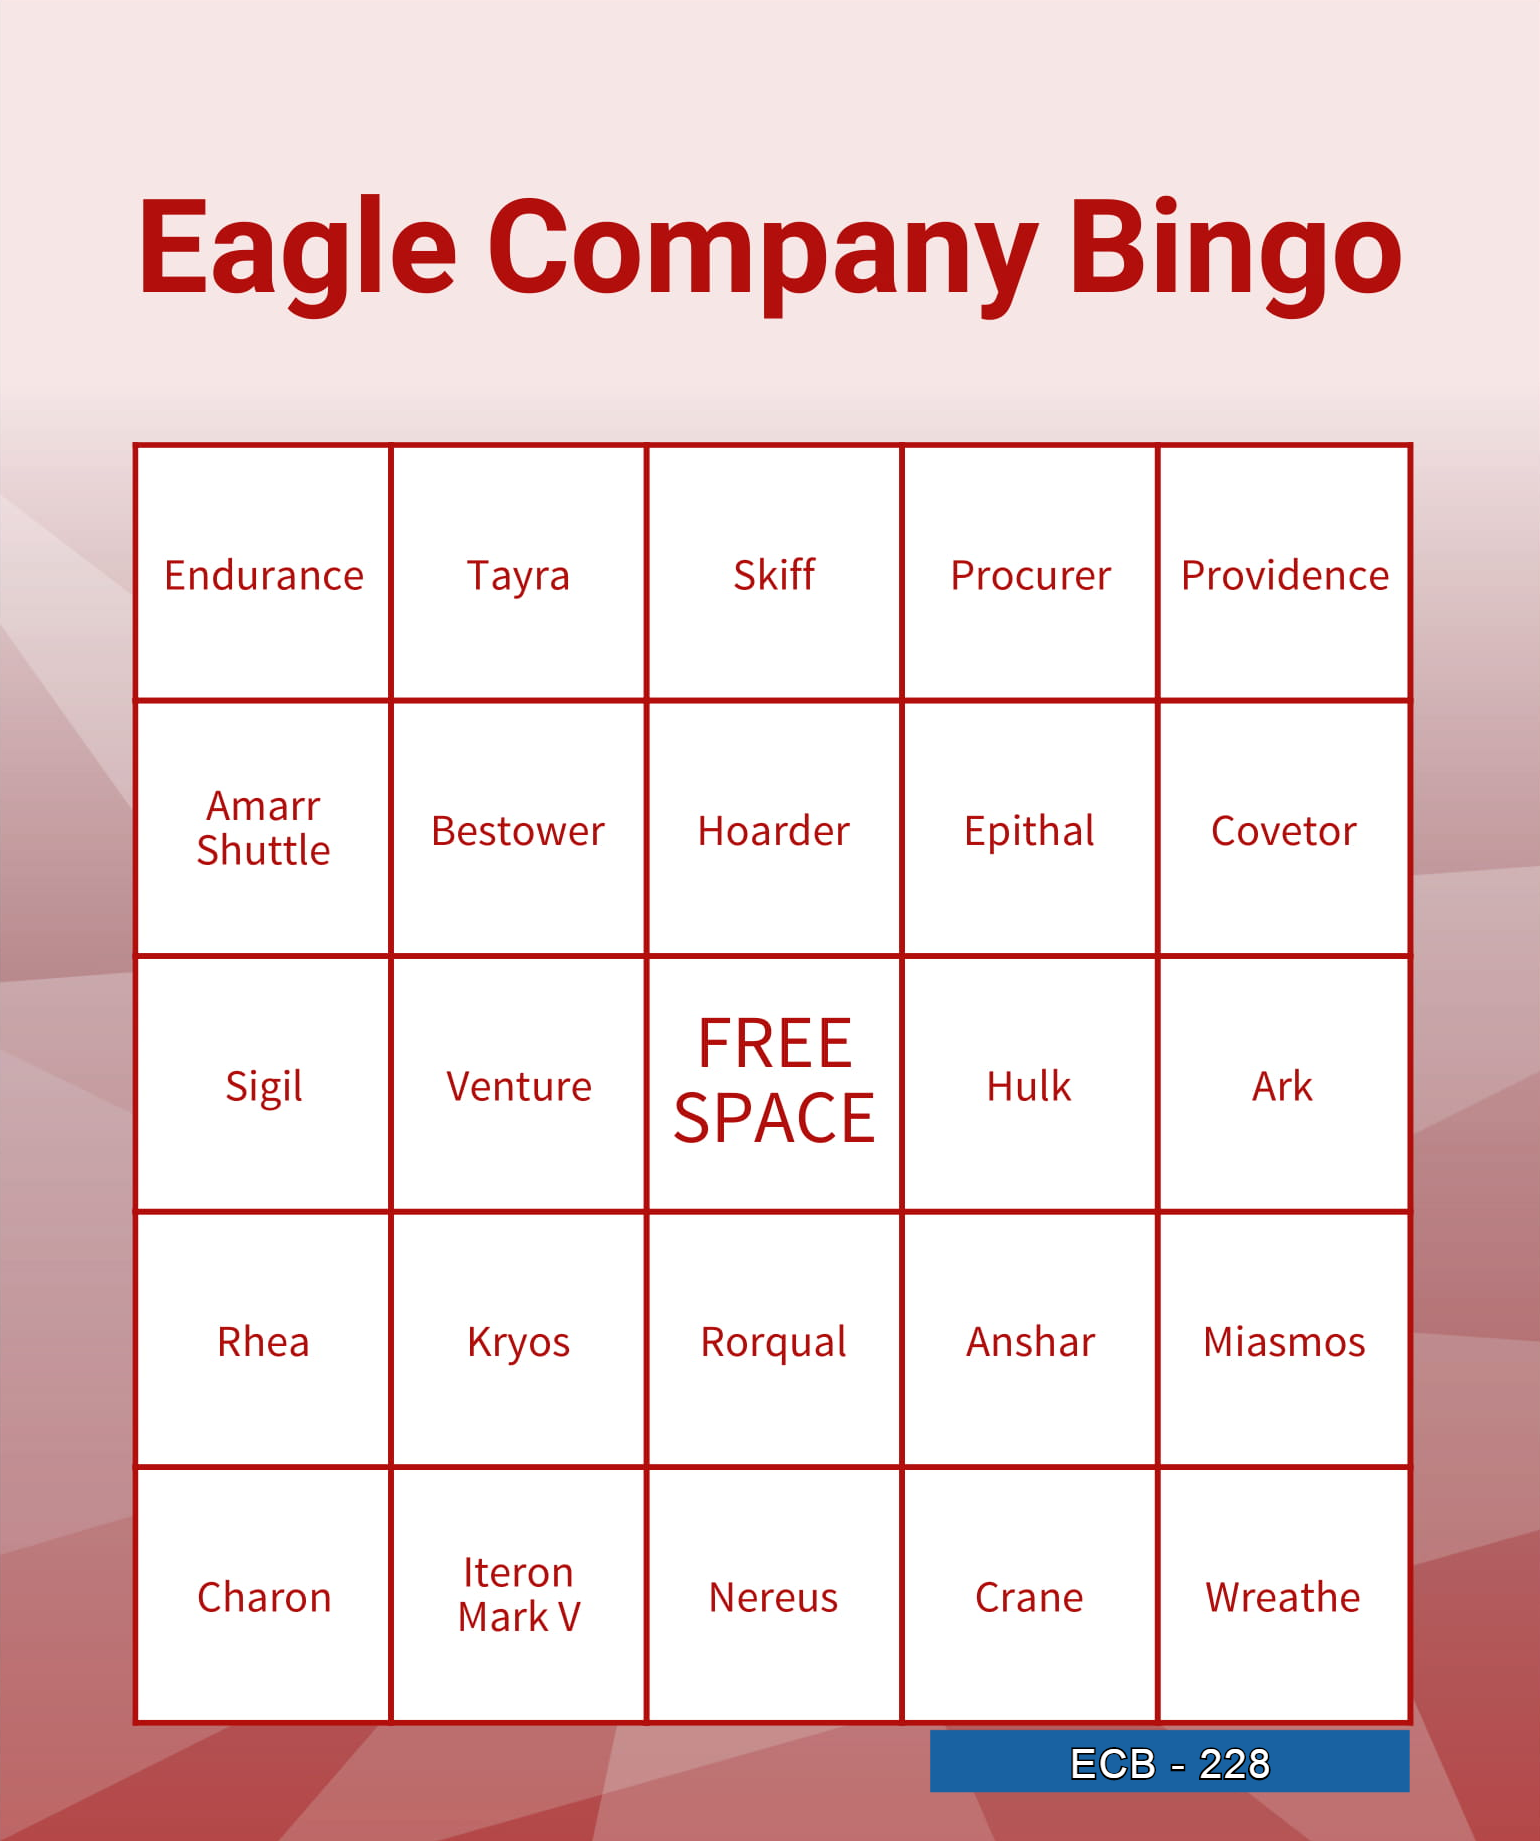 Eagle Company Bingo
Endurance
Tayra
Skiff
Procurer
Providence
Amarr
Shuttle
Bestower
Hoarder
Epithal
Covetor
Sigil
Venture
FREE
SPACE
Hulk
Ark
Rhea
Kryos
Rorqual
Anshar
Miasmos
Charon
Iteron
Mark V
Nereus
Crane
Wreathe
ECB - 228